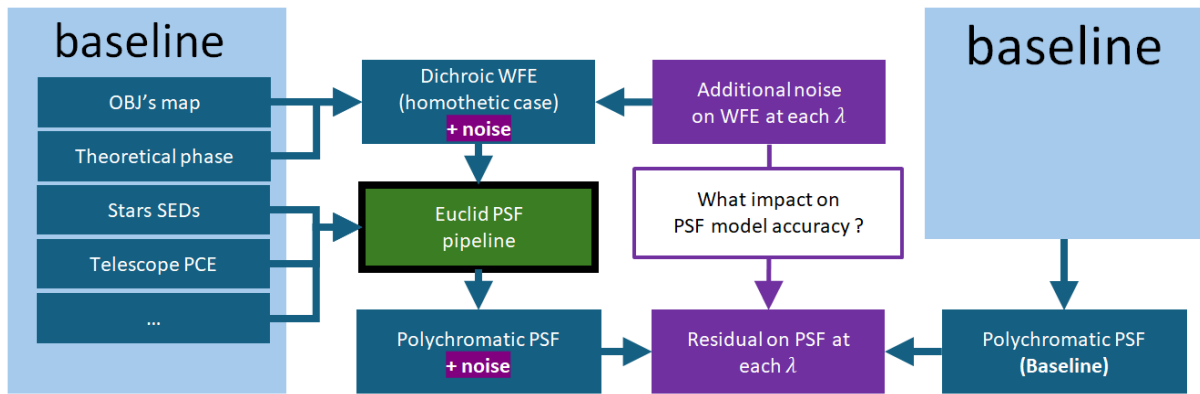 baseline
OBJ's map
Theoretical phase
Stars SEDs
Telescope PCE
...
Dichroic WFE
(homothetic case)
+ noise
Euclid PSF
pipeline
Polychromatic PSF
+ noise
Additional noise
on WFE at each λ
What impact on
PSF model accuracy ?
Residual on PSF at
each λ
baseline
Polychromatic PSF
(Baseline)